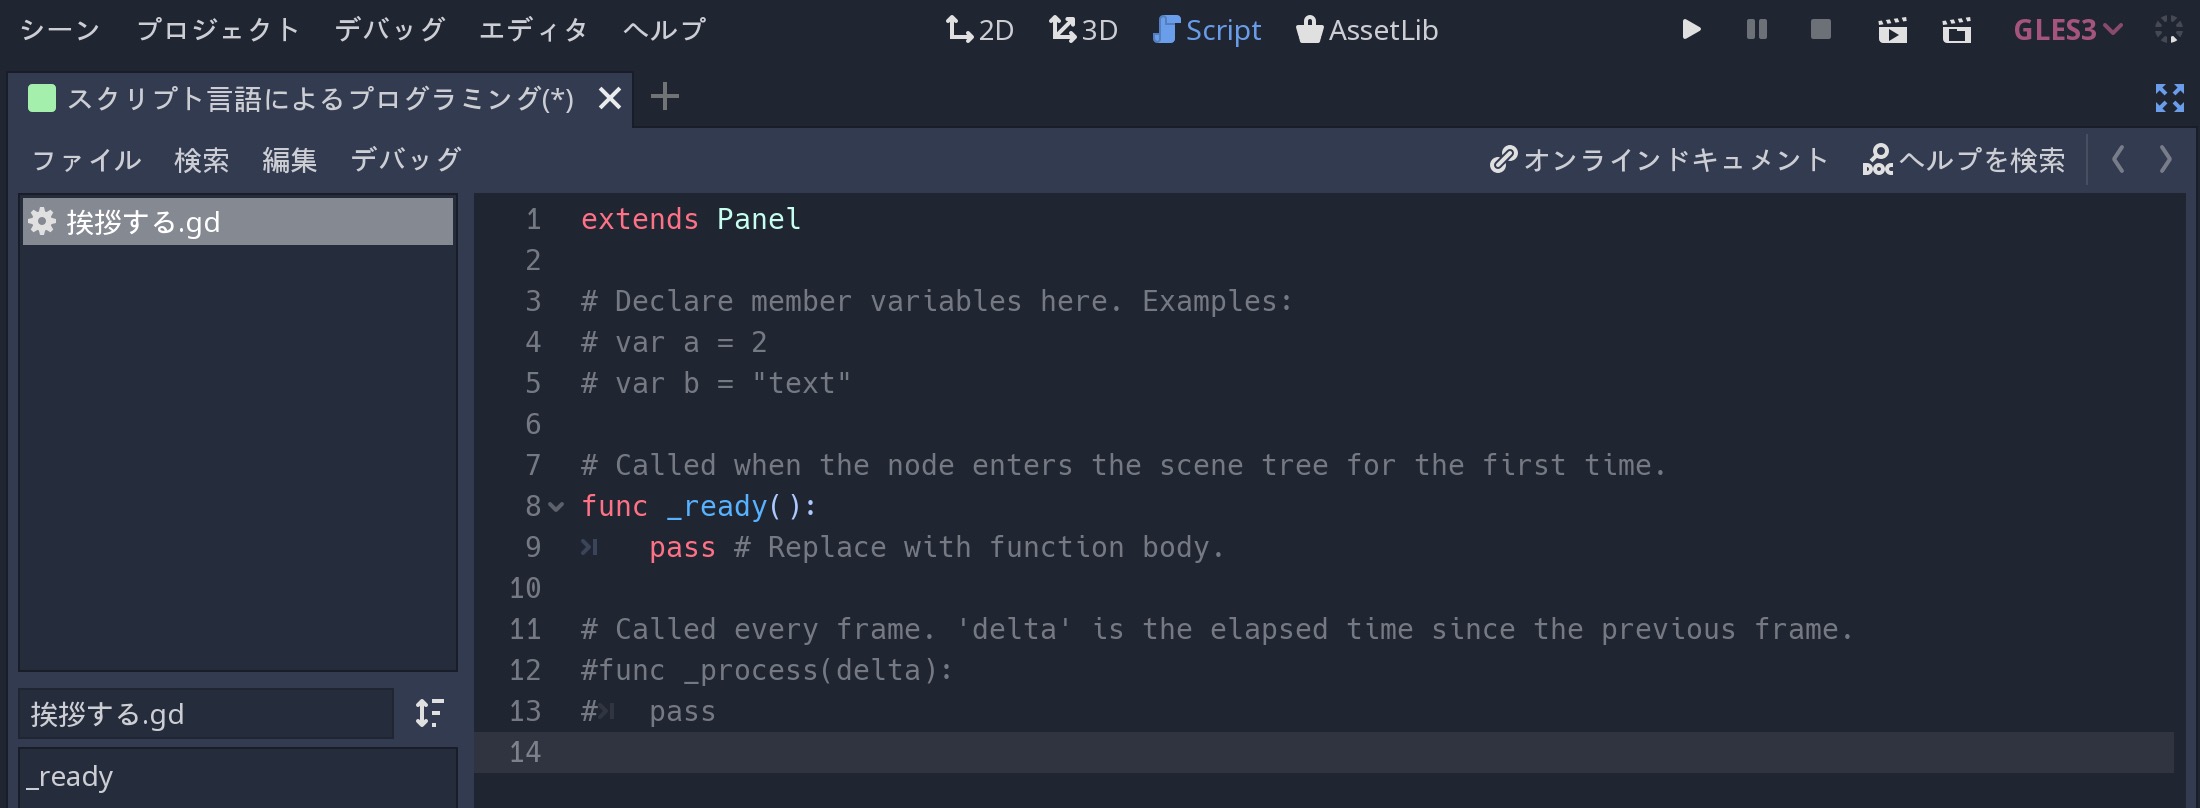 シーン プロジェクト デバッグ エディタ ヘルプ 2D 3D Script AssetLib GLES3
スクリプト言語によるプログラミング(*)
ファイル 検索 編集 デバッグ オンラインドキュメント DOC ヘルプを検索
挨拶する.gd
挨拶する.gd
_ready
1 extends Panel
2
3 # Declare member variables here. Examples:
4 # var a = 2
5 # var b = "text"
6
7 # Called when the node enters the scene tree for the first time.
8 func _ready():
9 pass # Replace with function body.
10
11 # Called every frame. 'delta' is the elapsed time since the previous frame.
12 #func _process(delta):
13 # pass
14